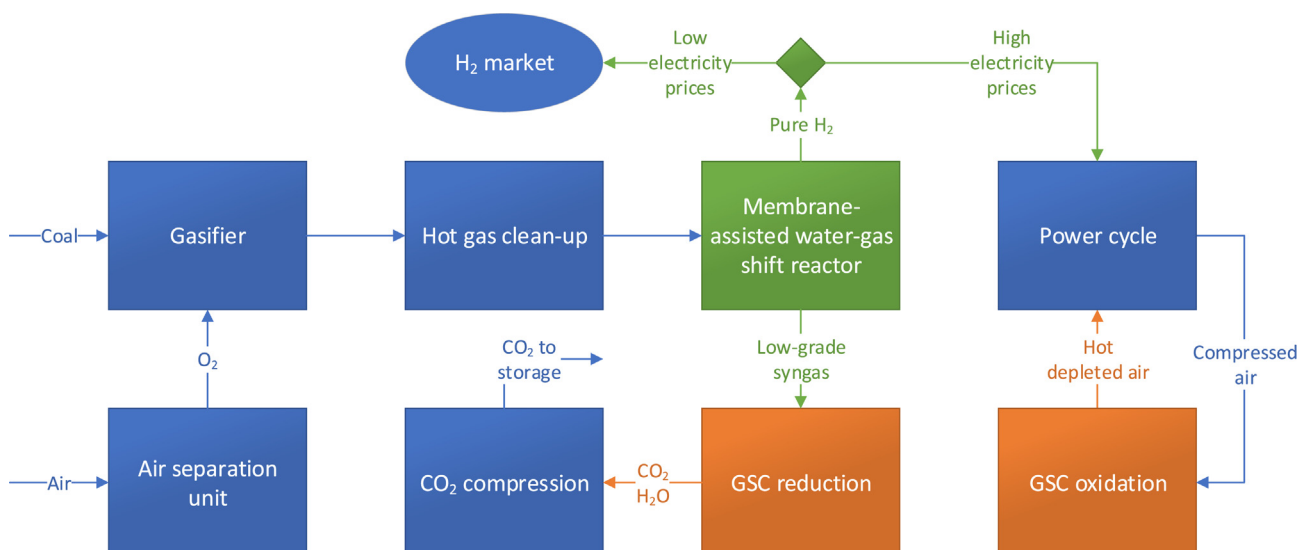 H₂ market
Low
electricity
prices
High
electricity
prices
Pure H₂
Coal
Gasifier
Hot gas clean-up
Membrane-
assisted water-gas
shift reactor
Power cycle
O₂
CO₂ to
storage
Low-grade
syngas
Hot
depleted air
Compressed
air
Air
Air separation
unit
CO₂ compression
CO₂
H₂O
GSC reduction
GSC oxidation